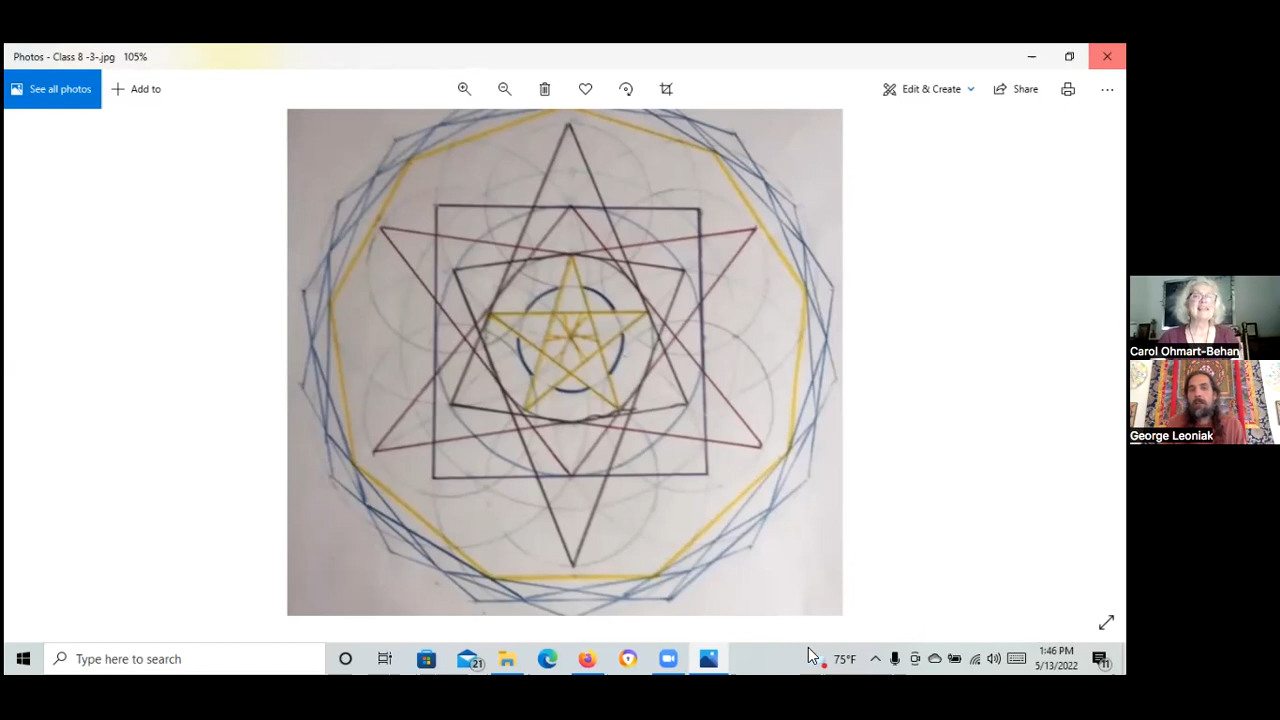 Photos - Class 8 -3-.jpg 105%
See all photos
Add to
Edit & Create
Share
Carol Ohmart-Behan
George Leoniak
Type here to search
21
75°F
1:46 PM
5/13/2022
11